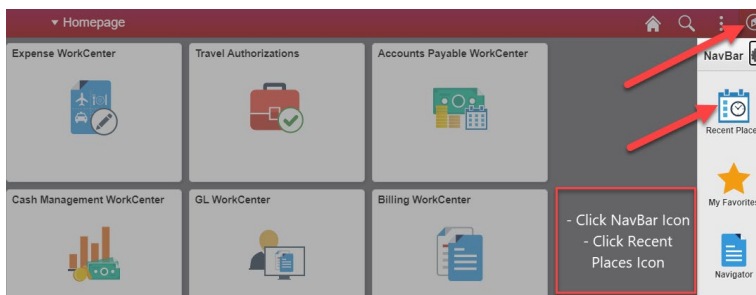 Homepage
Expense WorkCenter
Travel Authorizations
Accounts Payable WorkCenter
NavBar
Recent Place
My Favorites
Cash Management WorkCenter
GL WorkCenter
Billing WorkCenter
- Click NavBar Icon
- Click Recent
Places Icon
Navigator